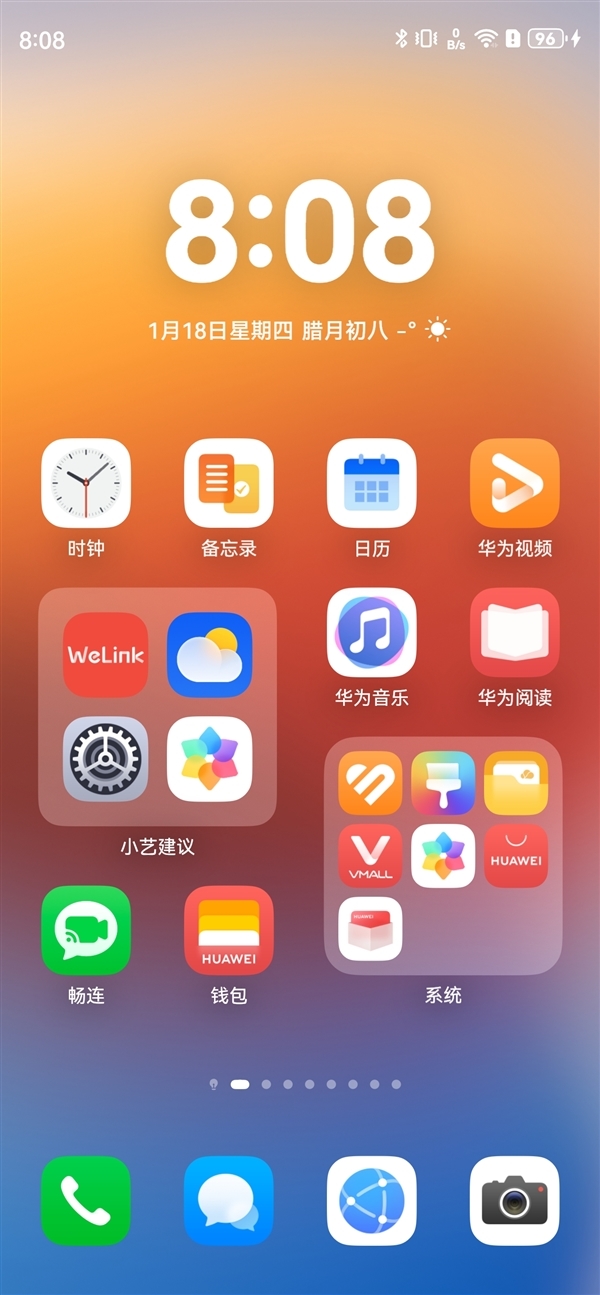 8:08
0
B/s
96
8:08
1月18日星期四 腊月初八 -°
时钟
备忘录
日历
华为视频
WeLink
华为音乐
华为阅读
小艺建议
VMALL
HUAWEI
HUAWEI
HUAWEI
畅连
钱包
系统